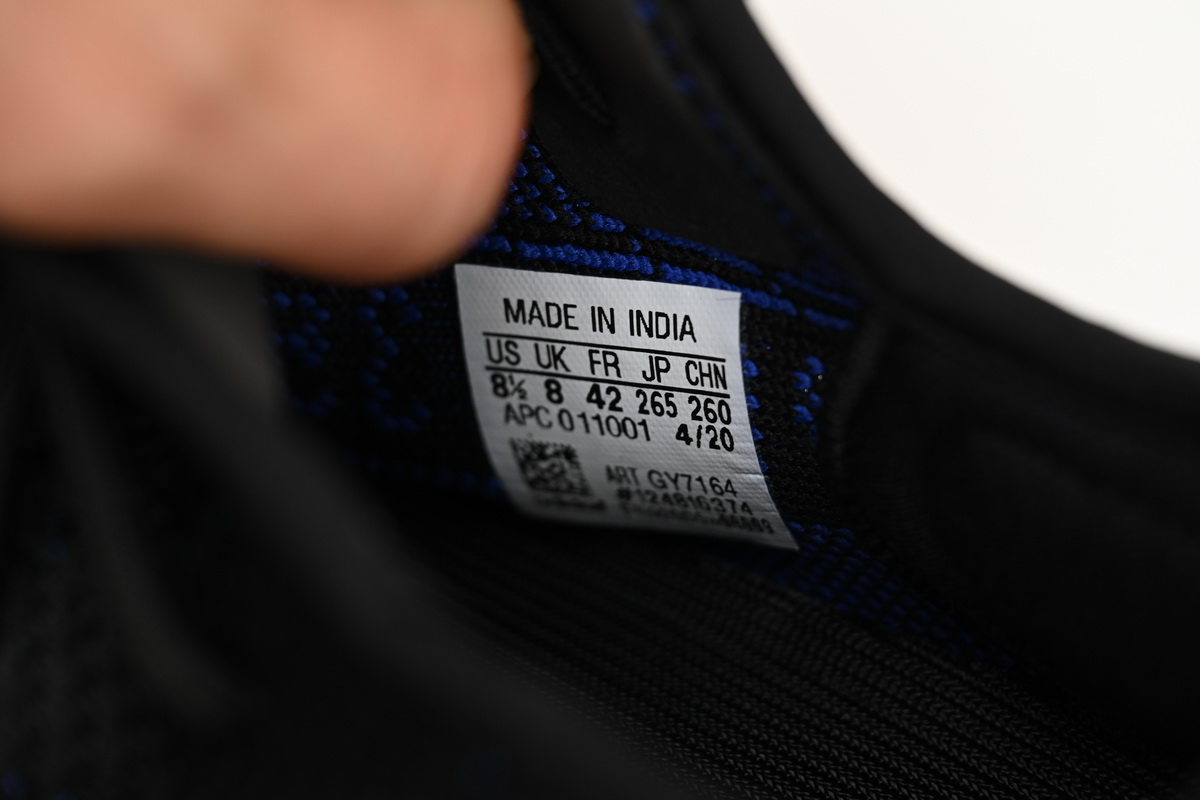 MADE IN INDIA
US UK FR JP CHN
8½ 8 42 265 260
APC 011001 4/20
ART GY7164
#124816374